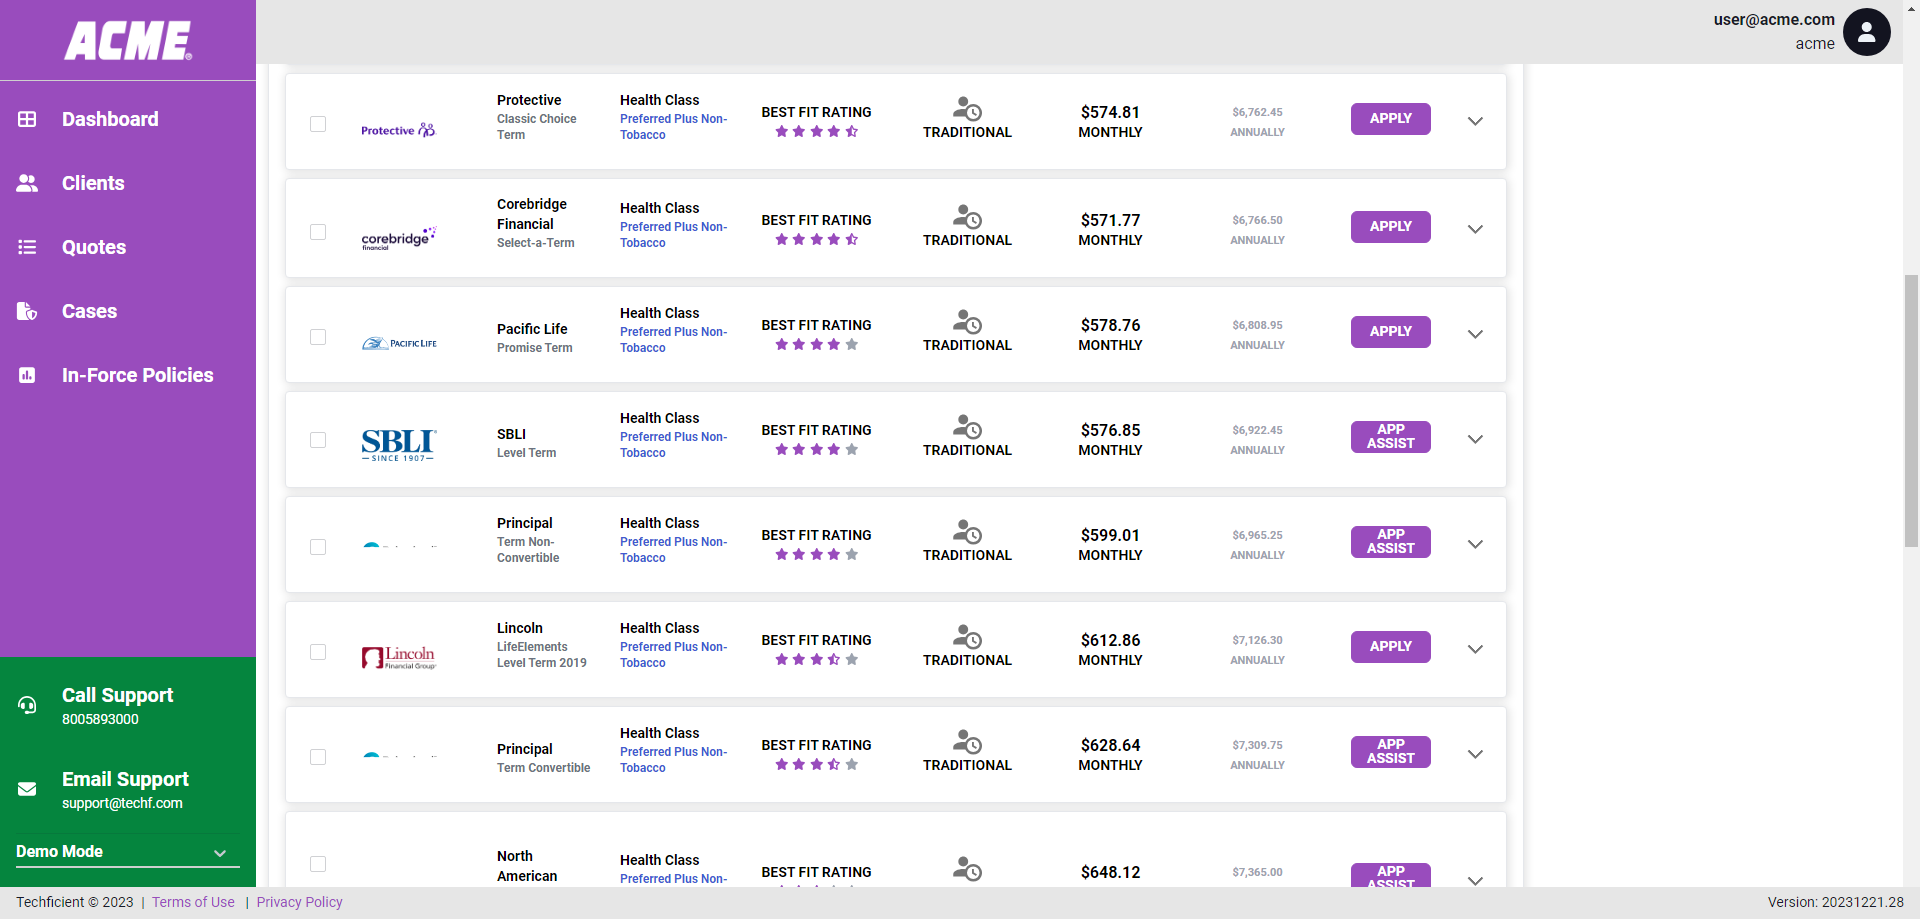 ACME
user@acme.com
acme
Dashboard
Clients
Quotes
Cases
In-Force Policies
Call Support
8005893000
Email Support
support@techf.com
Demo Mode
Protective
Protective
Classic Choice
Term
Health Class
Preferred Plus Non-
Tobacco
BEST FIT RATING
TRADITIONAL
$574.81
MONTHLY
$6,762.45
ANNUALLY
APPLY
corebridge
financial
Corebridge
Financial
Select-a-Term
Health Class
Preferred Plus Non-
Tobacco
BEST FIT RATING
TRADITIONAL
$571.77
MONTHLY
$6,766.50
ANNUALLY
APPLY
PACIFIC LIFE
Pacific Life
Promise Term
Health Class
Preferred Plus Non-
Tobacco
BEST FIT RATING
TRADITIONAL
$578.76
MONTHLY
$6,808.95
ANNUALLY
APPLY
SBLI
SINCE 1907
SBLI
Level Term
Health Class
Preferred Plus Non-
Tobacco
BEST FIT RATING
TRADITIONAL
$576.85
MONTHLY
$6,922.45
ANNUALLY
APP
ASSIST
Principal
Term Non-
Convertible
Health Class
Preferred Plus Non-
Tobacco
BEST FIT RATING
TRADITIONAL
$599.01
MONTHLY
$6,965.25
ANNUALLY
APP
ASSIST
Lincoln
Financial Group
Lincoln
LifeElements
Level Term 2019
Health Class
Preferred Plus Non-
Tobacco
BEST FIT RATING
TRADITIONAL
$612.86
MONTHLY
$7,126.30
ANNUALLY
APPLY
Principal
Term Convertible
Health Class
Preferred Plus Non-
Tobacco
BEST FIT RATING
TRADITIONAL
$628.64
MONTHLY
$7,309.75
ANNUALLY
APP
ASSIST
North
American
Health Class
Preferred Plus Non-
BEST FIT RATING
$648.12
$7,365.00
APP
ASSIST
Techficient © 2023 | Terms of Use | Privacy Policy
Version: 20231221.28